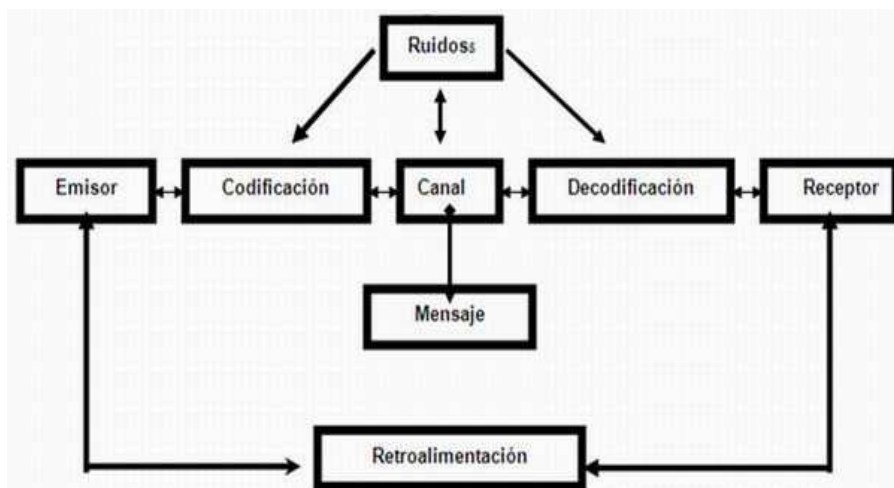 Ruidoss
Emisor
Codificación
Canal
Decodificación
Receptor
Mensaje
Retroalimentación